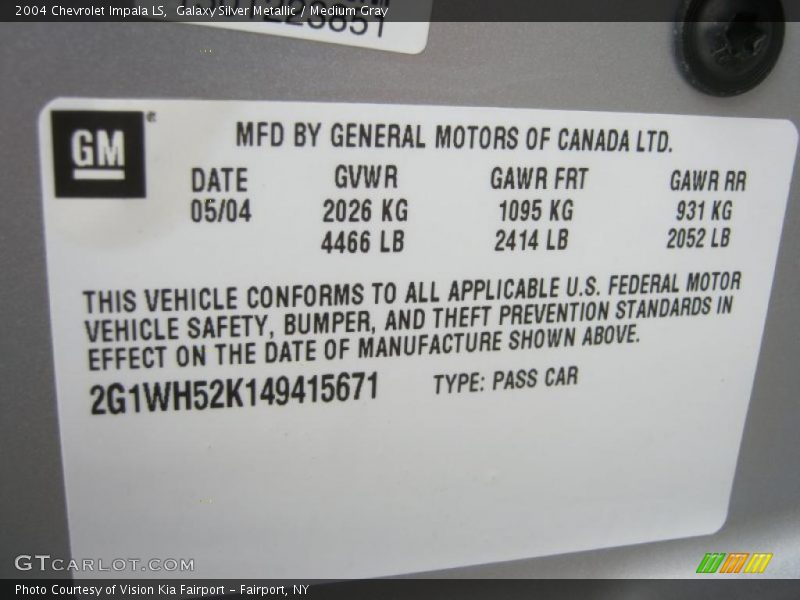 2004 Chevrolet Impala LS, Galaxy Silver Metallic / Medium Gray
GM ®
MFD BY GENERAL MOTORS OF CANADA LTD.
DATE GVWR GAWR FRT GAWR RR
05/04 2026 KG 1095 KG 931 KG
4466 LB 2414 LB 2052 LB
THIS VEHICLE CONFORMS TO ALL APPLICABLE U.S. FEDERAL MOTOR
VEHICLE SAFETY, BUMPER, AND THEFT PREVENTION STANDARDS IN
EFFECT ON THE DATE OF MANUFACTURE SHOWN ABOVE.
2G1WH52K149415671 TYPE: PASS CAR
GTCARLOT.COM
Photo Courtesy of Vision Kia Fairport - Fairport, NY